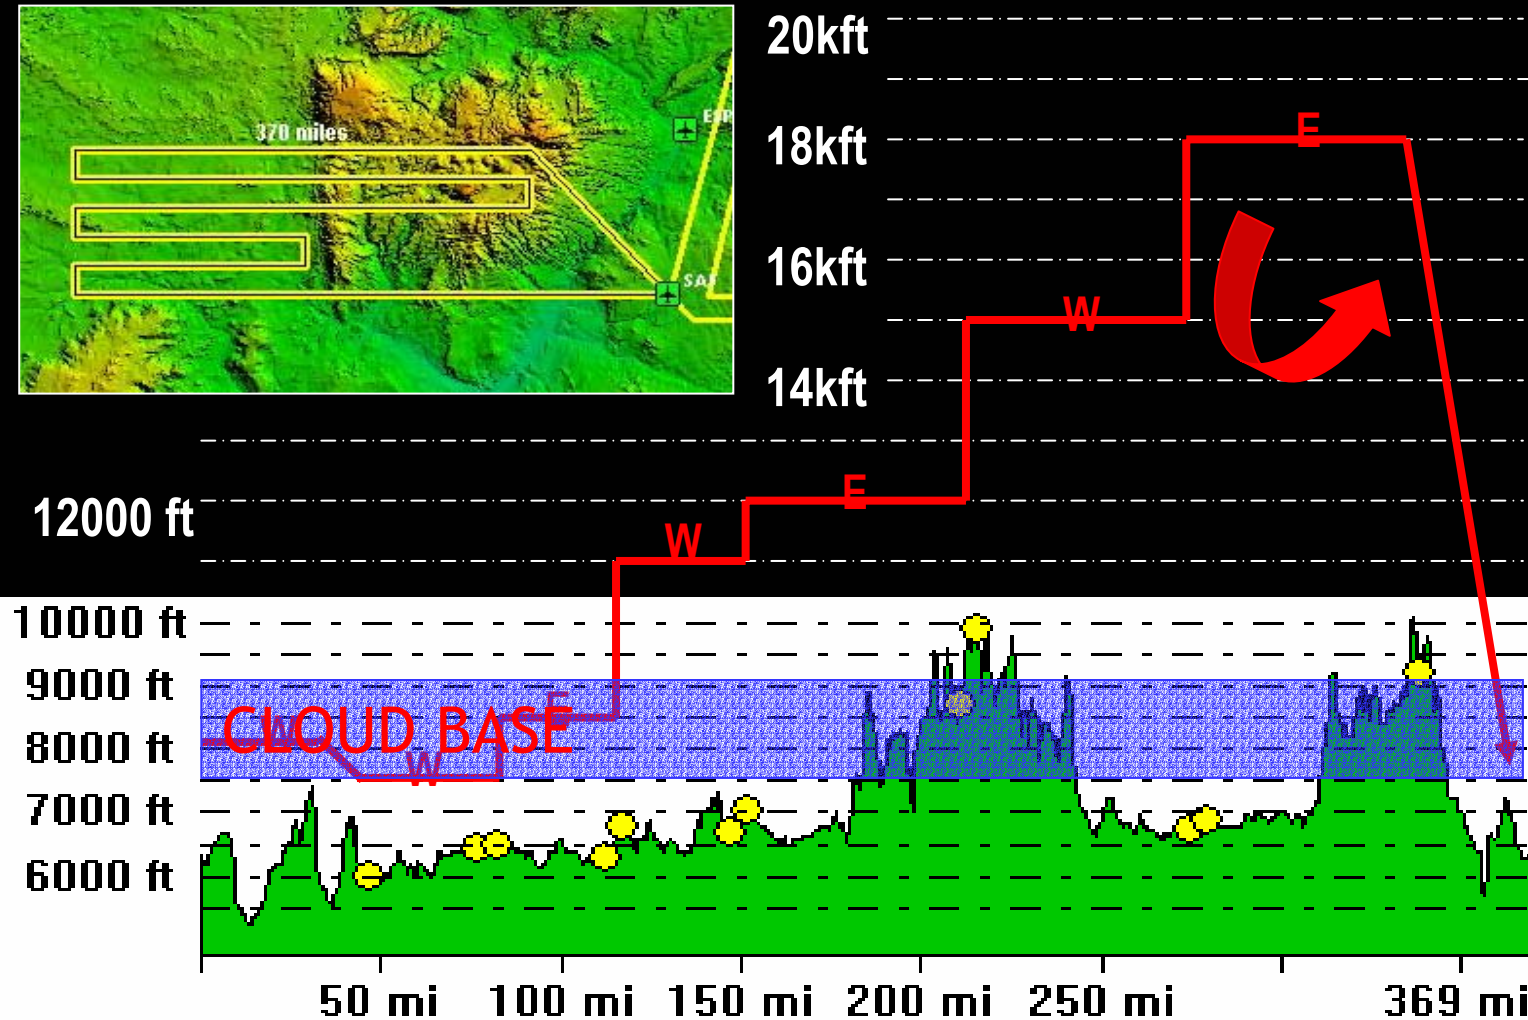 370 miles
ESP
SAF
20kft
18kft
16kft
14kft
12000 ft
10000 ft
9000 ft
8000 ft
7000 ft
6000 ft
E
W
E
W
E
W
W
CLOUD BASE
50 mi
100 mi
150 mi
200 mi
250 mi
369 mi